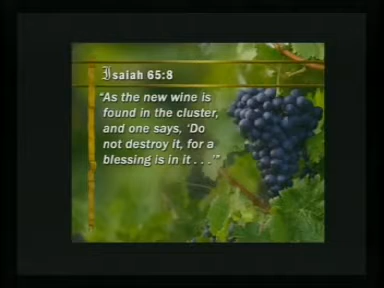 Isaiah 65:8
“As the new wine is
found in the cluster,
and one says, ‘Do
not destroy it, for a
blessing is in it . . .’”